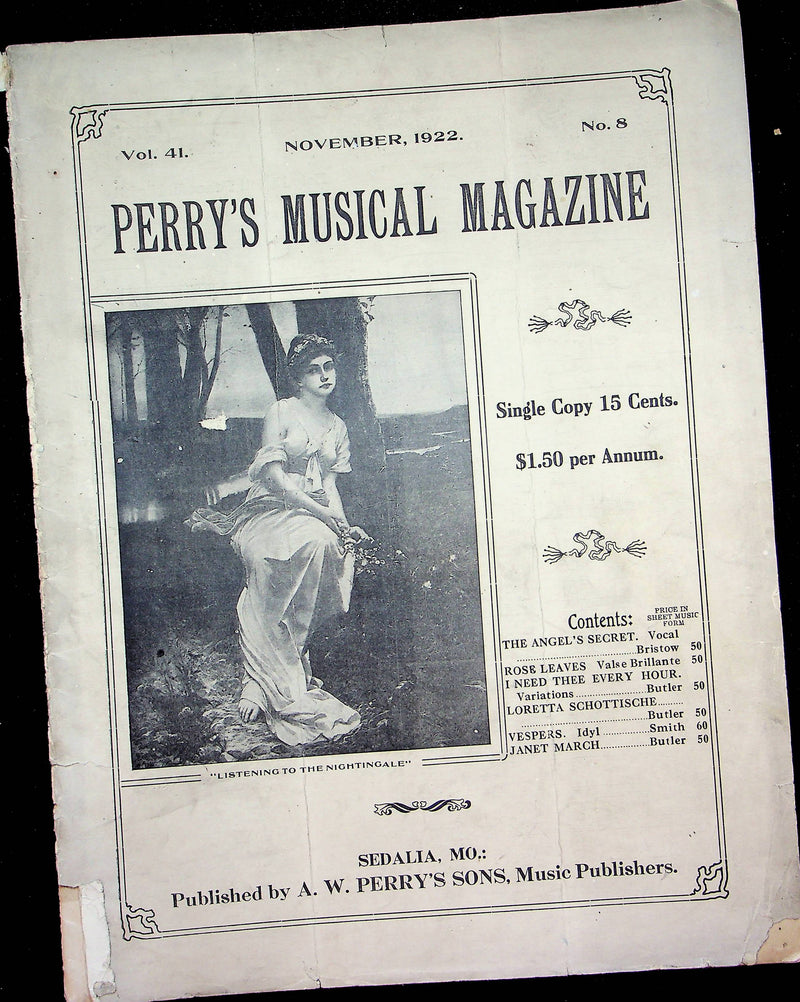 Vol. 41.
NOVEMBER, 1922.
No. 8
PERRY'S MUSICAL MAGAZINE
Single Copy 15 Cents.
$1.50 per Annum.
Contents:
PRICE IN
SHEET MUSIC
FORM
THE ANGEL'S SECRET. Vocal
..............................Bristow 50
ROSE LEAVES Valse Brillante 50
I NEED THEE EVERY HOUR.
Variations..................Butler 50
LORETTA SCHOTTISCHE.........
................................Butler 50
VESPERS. Idyl ............Smith 60
JANET MARCH............Butler 50
"LISTENING TO THE NIGHTINGALE"
SEDALIA, MO.:
Published by A. W. PERRY'S SONS, Music Publishers.